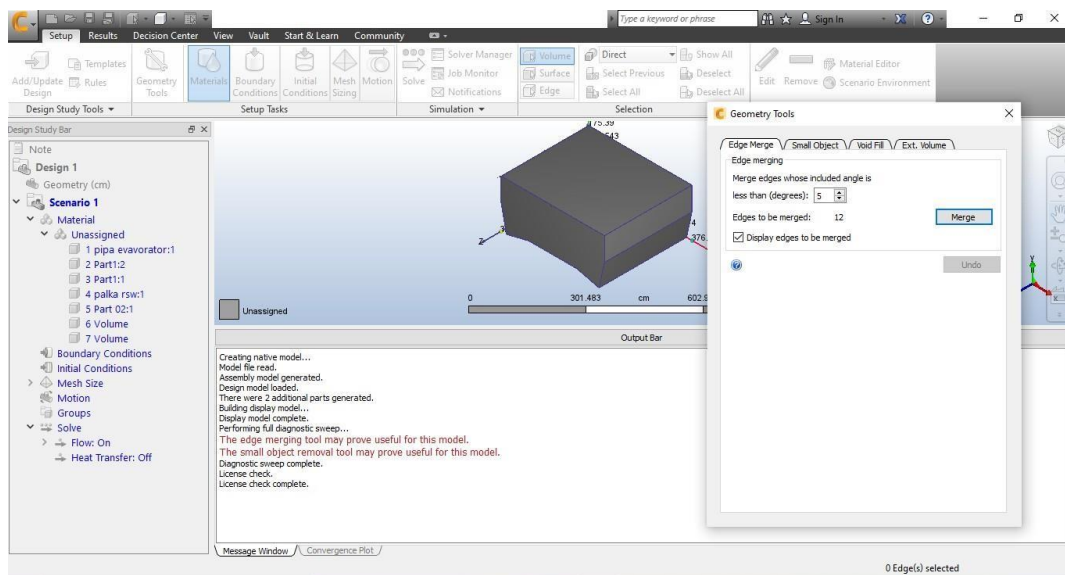 Type a keyword or phrase
Sign In
Setup Results Decision Center View Vault Start & Learn Community
Add/Update Design
Templates
Rules
Geometry Tools
Materials
Boundary Conditions
Initial Conditions
Mesh Sizing
Motion
Solve
Solver Manager
Job Monitor
Notifications
Volume
Surface
Edge
Direct
Select Previous
Select All
Show All
Deselect
Deselect All
Edit
Remove
Material Editor
Scenario Environment
Design Study Tools
Setup Tasks
Simulation
Selection
Design Study Bar
Note
Design 1
Geometry (cm)
Scenario 1
Material
Unassigned
1 pipa evavorator:1
2 Part1:2
3 Part1:1
4 palka rsw:1
5 Part 02:1
6 Volume
7 Volume
Boundary Conditions
Initial Conditions
Mesh Size
Motion
Groups
Solve
Flow: On
Heat Transfer: Off
Z
0 301.483 cm
Unassigned
Output Bar
Creating native model...
Model file read.
Assembly model generated.
Design model loaded.
There were 2 additional parts generated.
Building display model...
Display model complete.
Performing full diagnostic sweep...
The edge merging tool may prove useful for this model.
The small object removal tool may prove useful for this model.
Diagnostic sweep complete.
License check.
License check complete.
Message Window Convergence Plot
Geometry Tools
Edge Merge Small Object Void Fill Ext. Volume
Edge merging
Merge edges whose included angle is
less than (degrees): 5
Edges to be merged: 12
Merge
Display edges to be merged
Undo
Y
0 Edge(s) selected